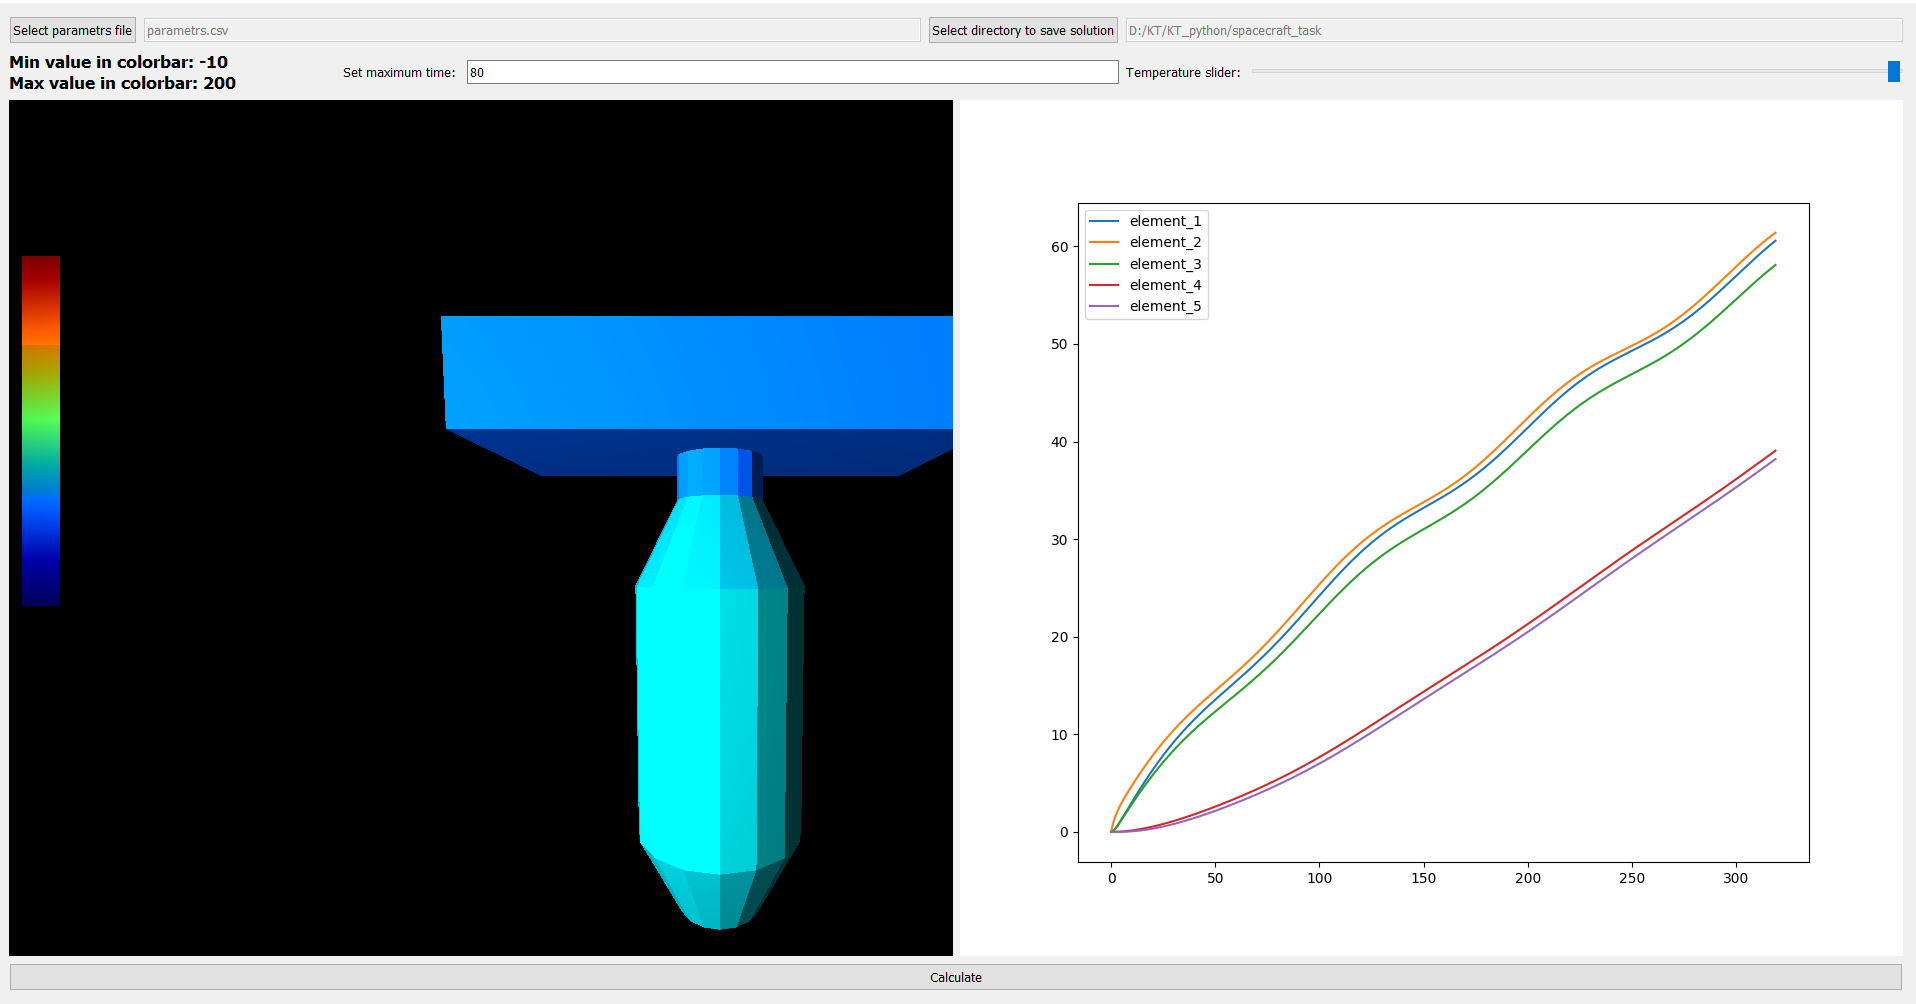 Select parametrs file
parametrs.csv
Select directory to save solution
D:/KT/KT_python/spacecraft_task
Min value in colorbar: -10
Max value in colorbar: 200
Set maximum time:
80
Temperature slider:
element_1
element_2
element_3
element_4
element_5
60
50
40
30
20
10
0
0 50 100 150 200 250 300
Calculate